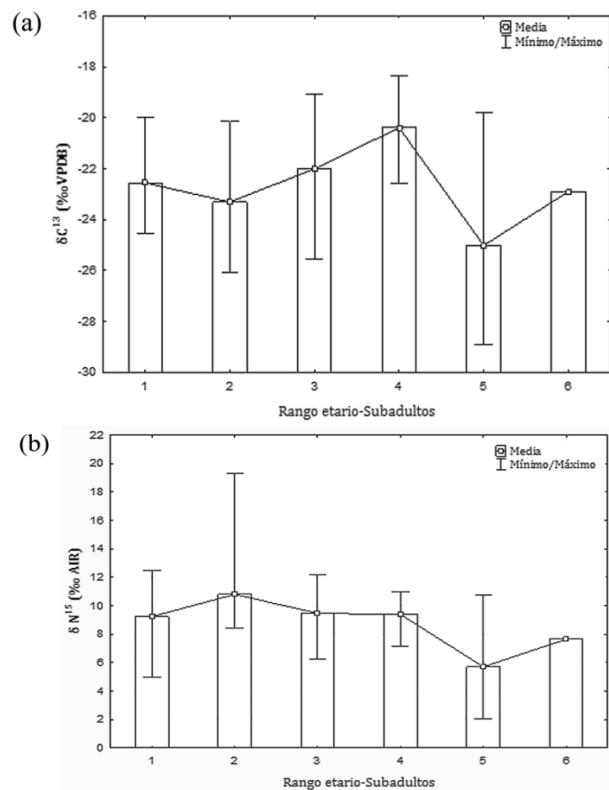 (a)
Media
Mínimo/Máximo
δC¹³ (‰VPDB)
-16
-18
-20
-22
-24
-26
-28
-30
1 2 3 4 5 6
Rango etario-Subadultos
(b)
Media
Mínimo/Máximo
δ N¹⁵ (‰ AIR)
22
20
18
16
14
12
10
8
6
4
2
0
1 2 3 4 5 6
Rango etario-Subadultos